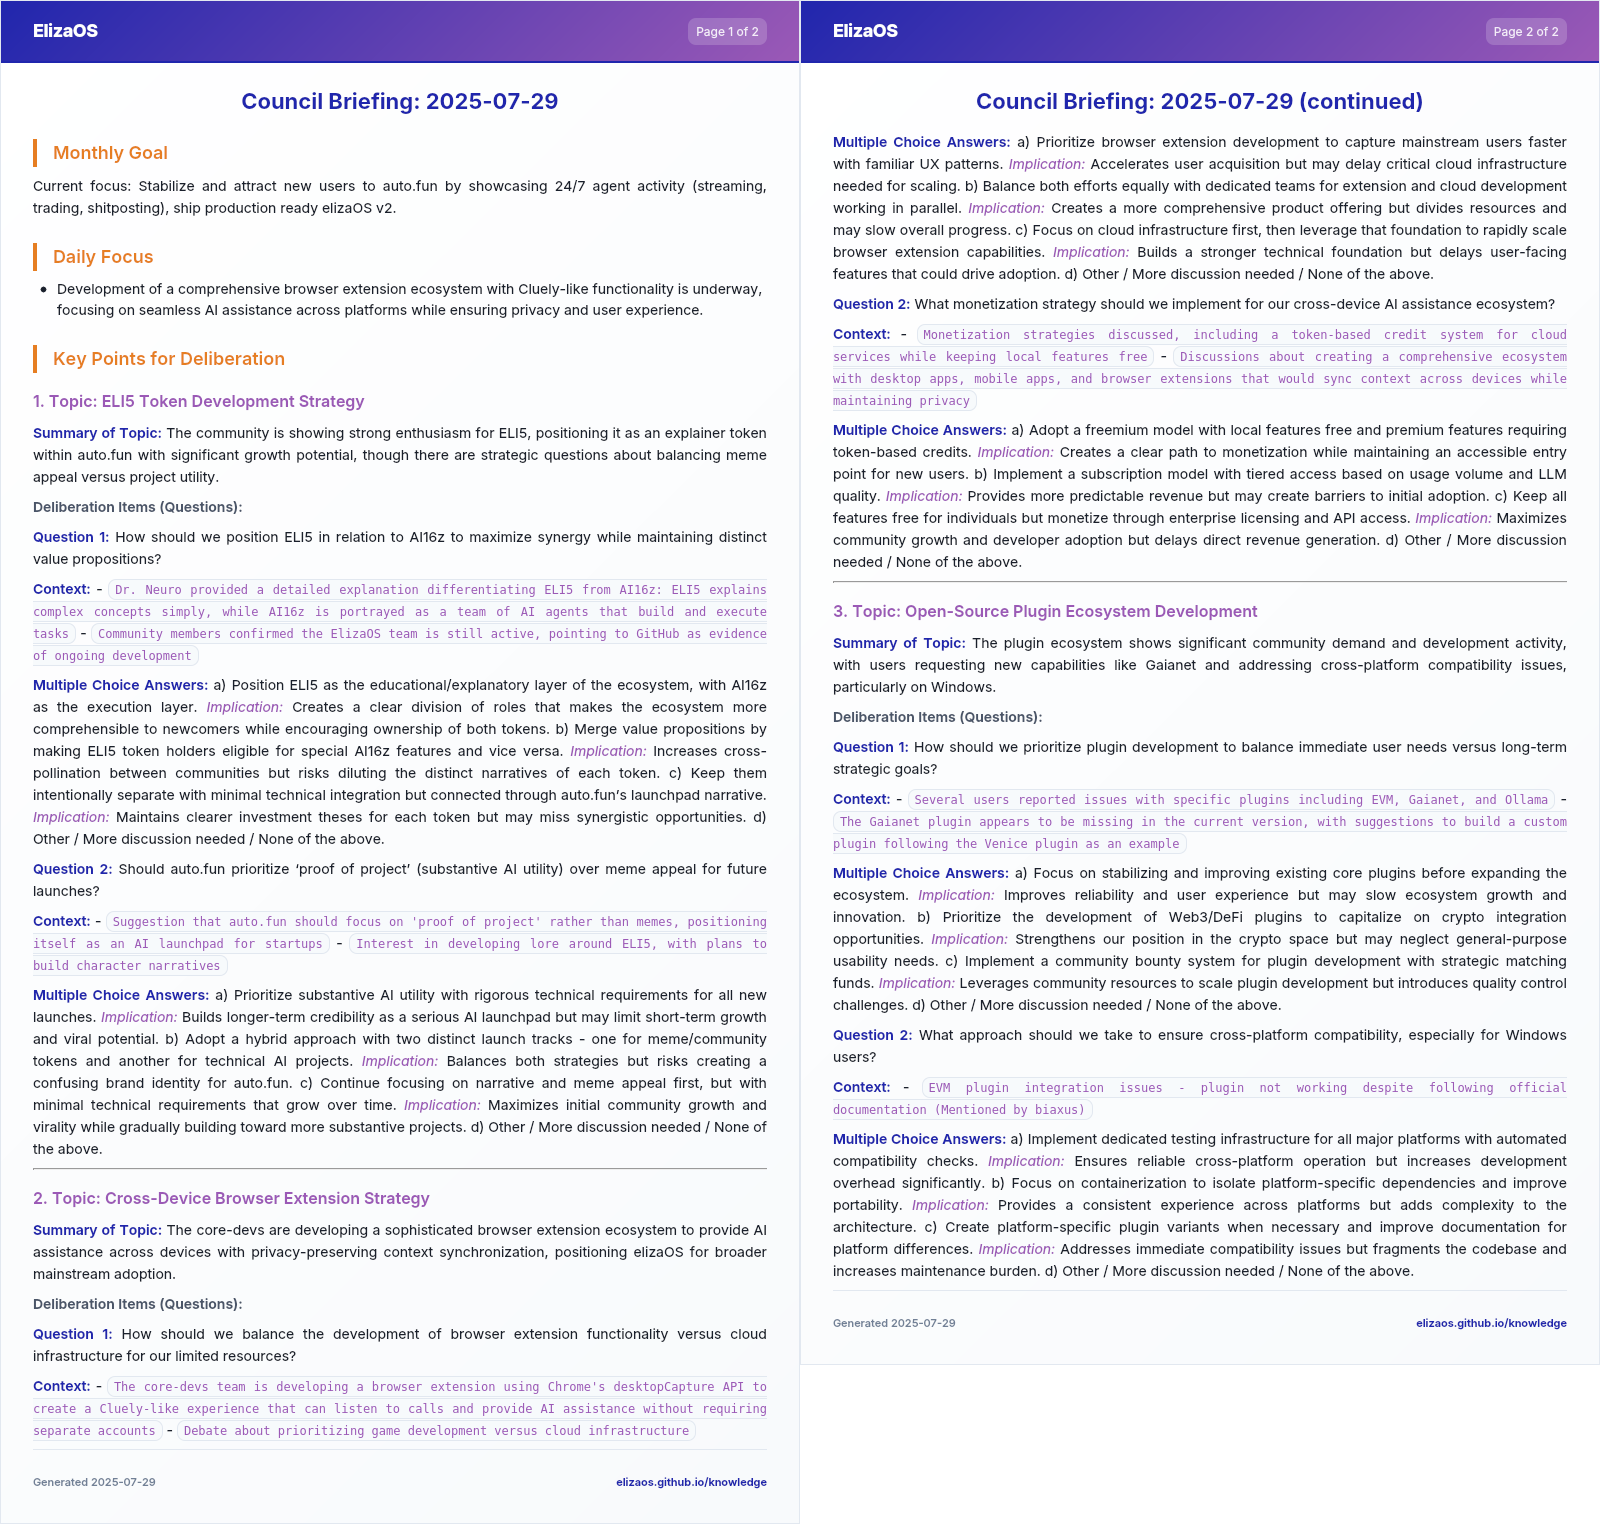 ElizaOS
Page 1 of 2
Council Briefing: 2025-07-29
Monthly Goal
Current focus: Stabilize and attract new users to auto.fun by showcasing 24/7 agent activity (streaming,
trading, shitposting), ship production ready elizaOS v2.
Daily Focus
• Development of a comprehensive browser extension ecosystem with Cluely-like functionality is underway,
focusing on seamless AI assistance across platforms while ensuring privacy and user experience.
Key Points for Deliberation
1. Topic: ELI5 Token Development Strategy
Summary of Topic: The community is showing strong enthusiasm for ELI5, positioning it as an explainer token
within auto.fun with significant growth potential, though there are strategic questions about balancing meme
appeal versus project utility.
Deliberation Items (Questions):
Question 1: How should we position ELI5 in relation to AI16z to maximize synergy while maintaining distinct
value propositions?
Context: - Dr. Neuro provided a detailed explanation differentiating ELI5 from AI16z: ELI5 explains
complex concepts simply, while AI16z is portrayed as a team of AI agents that build and execute
tasks - Community members confirmed the ElizaOS team is still active, pointing to GitHub as evidence
of ongoing development
Multiple Choice Answers: a) Position ELI5 as the educational/explanatory layer of the ecosystem, with AI16z
as the execution layer. Implication: Creates a clear division of roles that makes the ecosystem more
comprehensible to newcomers while encouraging ownership of both tokens. b) Merge value propositions by
making ELI5 token holders eligible for special AI16z features and vice versa. Implication: Increases cross-
pollination between communities but risks diluting the distinct narratives of each token. c) Keep them
intentionally separate with minimal technical integration but connected through auto.fun's launchpad narrative.
Implication: Maintains clearer investment theses for each token but may miss synergistic opportunities. d)
Other / More discussion needed / None of the above.
Question 2: Should auto.fun prioritize ‘proof of project’ (substantive AI utility) over meme appeal for future
launches?
Context: - Suggestion that auto.fun should focus on 'proof of project' rather than memes, positioning
itself as an AI launchpad for startups - Interest in developing lore around ELI5, with plans to
build character narratives
Multiple Choice Answers: a) Prioritize substantive AI utility with rigorous technical requirements for all new
launches. Implication: Builds longer-term credibility as a serious AI launchpad but may limit short-term growth
and viral potential. b) Adopt a hybrid approach with two distinct launch tracks - one for meme/community
tokens and another for technical AI projects. Implication: Balances both strategies but risks creating a
confusing brand identity for auto.fun. c) Continue focusing on narrative and meme appeal first, but with
minimal technical requirements that grow over time. Implication: Maximizes initial community growth and
virality while gradually building toward more substantive projects. d) Other / More discussion needed / None of
the above.
2. Topic: Cross-Device Browser Extension Strategy
Summary of Topic: The core-devs are developing a sophisticated browser extension ecosystem to provide AI
assistance across devices with privacy-preserving context synchronization, positioning elizaOS for broader
mainstream adoption.
Deliberation Items (Questions):
Question 1: How should we balance the development of browser extension functionality versus cloud
infrastructure for our limited resources?
Context: - The core-devs team is developing a browser extension using Chrome's desktopCapture API to
create a Cluely-like experience that can listen to calls and provide AI assistance without requiring
separate accounts - Debate about prioritizing game development versus cloud infrastructure
Generated 2025-07-29
elizaos.github.io/knowledge
ElizaOS
Page 2 of 2
Council Briefing: 2025-07-29 (continued)
Multiple Choice Answers: a) Prioritize browser extension development to capture mainstream users faster
with familiar UX patterns. Implication: Accelerates user acquisition but may delay critical cloud infrastructure
needed for scaling. b) Balance both efforts equally with dedicated teams for extension and cloud development
working in parallel. Implication: Creates a more comprehensive product offering but divides resources and
may slow overall progress. c) Focus on cloud infrastructure first, then leverage that foundation to rapidly scale
browser extension capabilities. Implication: Builds a stronger technical foundation but delays user-facing
features that could drive adoption. d) Other / More discussion needed / None of the above.
Question 2: What monetization strategy should we implement for our cross-device AI assistance ecosystem?
Context: - Monetization strategies discussed, including a token-based credit system for cloud
services while keeping local features free - Discussions about creating a comprehensive ecosystem
with desktop apps, mobile apps, and browser extensions that would sync context across devices while
maintaining privacy
Multiple Choice Answers: a) Adopt a freemium model with local features free and premium features requiring
token-based credits. Implication: Creates a clear path to monetization while maintaining an accessible entry
point for new users. b) Implement a subscription model with tiered access based on usage volume and LLM
quality. Implication: Provides more predictable revenue but may create barriers to initial adoption. c) Keep all
features free for individuals but monetize through enterprise licensing and API access. Implication: Maximizes
community growth and developer adoption but delays direct revenue generation. d) Other / More discussion
needed / None of the above.
3. Topic: Open-Source Plugin Ecosystem Development
Summary of Topic: The plugin ecosystem shows significant community demand and development activity,
with users requesting new capabilities like Gaianet and addressing cross-platform compatibility issues,
particularly on Windows.
Deliberation Items (Questions):
Question 1: How should we prioritize plugin development to balance immediate user needs versus long-term
strategic goals?
Context: - Several users reported issues with specific plugins including EVM, Gaianet, and Ollama -
The Gaianet plugin appears to be missing in the current version, with suggestions to build a custom
plugin following the Venice plugin as an example
Multiple Choice Answers: a) Focus on stabilizing and improving existing core plugins before expanding the
ecosystem. Implication: Improves reliability and user experience but may slow ecosystem growth and
innovation. b) Prioritize the development of Web3/DeFi plugins to capitalize on crypto integration
opportunities. Implication: Strengthens our position in the crypto space but may neglect general-purpose
usability needs. c) Implement a community bounty system for plugin development with strategic matching
funds. Implication: Leverages community resources to scale plugin development but introduces quality control
challenges. d) Other / More discussion needed / None of the above.
Question 2: What approach should we take to ensure cross-platform compatibility, especially for Windows
users?
Context: - EVM plugin integration issues - plugin not working despite following official
documentation (Mentioned by biaxus)
Multiple Choice Answers: a) Implement dedicated testing infrastructure for all major platforms with automated
compatibility checks. Implication: Ensures reliable cross-platform operation but increases development
overhead significantly. b) Focus on containerization to isolate platform-specific dependencies and improve
portability. Implication: Provides a consistent experience across platforms but adds complexity to the
architecture. c) Create platform-specific plugin variants when necessary and improve documentation for
platform differences. Implication: Addresses immediate compatibility issues but fragments the codebase and
increases maintenance burden. d) Other / More discussion needed / None of the above.
Generated 2025-07-29
elizaos.github.io/knowledge